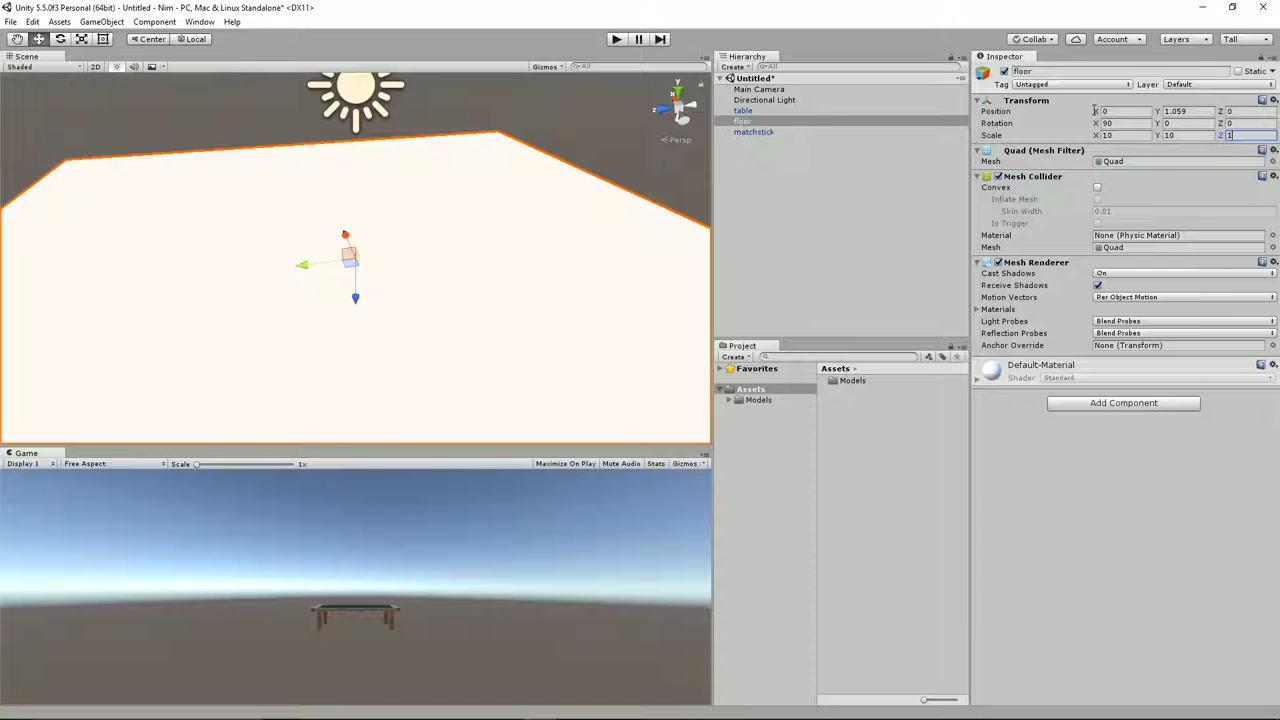 Unity 5.5.0f3 Personal (64bit) - Untitled - Nim - PC, Mac & Linux Standalone* <DX11>
File Edit Assets GameObject Component Window Help
Center Local Collab Account Layers Tall
Scene
Shaded 2D Gizmos All
y
x
z
Persp
Game
Display 1 Free Aspect Scale 1x Maximize On Play Mute Audio Stats Gizmos
Hierarchy
Create All
Untitled*
Main Camera
Directional Light
table
floor
matchstick
Project
Create
Favorites
Assets
Models
Assets
Models
Inspector
floor Static
Tag Untagged Layer Default
Transform
Position X 0 Y 1.059 Z 0
Rotation X 90 Y 0 Z 0
Scale X 10 Y 10 Z 1
Quad (Mesh Filter)
Mesh Quad
Mesh Collider
Convex
Inflate Mesh
Skin Width 0.01
Is Trigger
Material None (Physic Material)
Mesh Quad
Mesh Renderer
Cast Shadows On
Receive Shadows
Motion Vectors Per Object Motion
Materials
Light Probes Blend Probes
Reflection Probes Blend Probes
Anchor Override None (Transform)
Default-Material
Shader Standard
Add Component